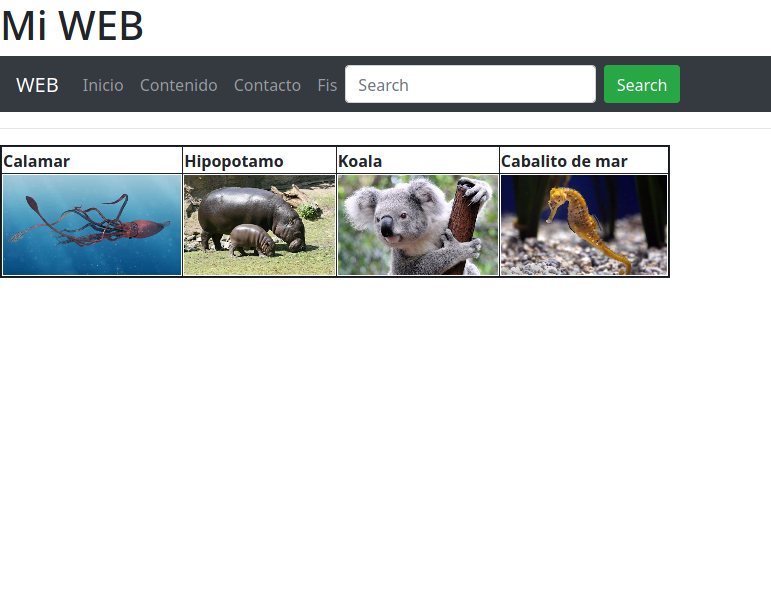 Mi WEB
WEB Inicio Contenido Contacto Fis Search Search
Calamar Hipopotamo Koala Cabalito de mar